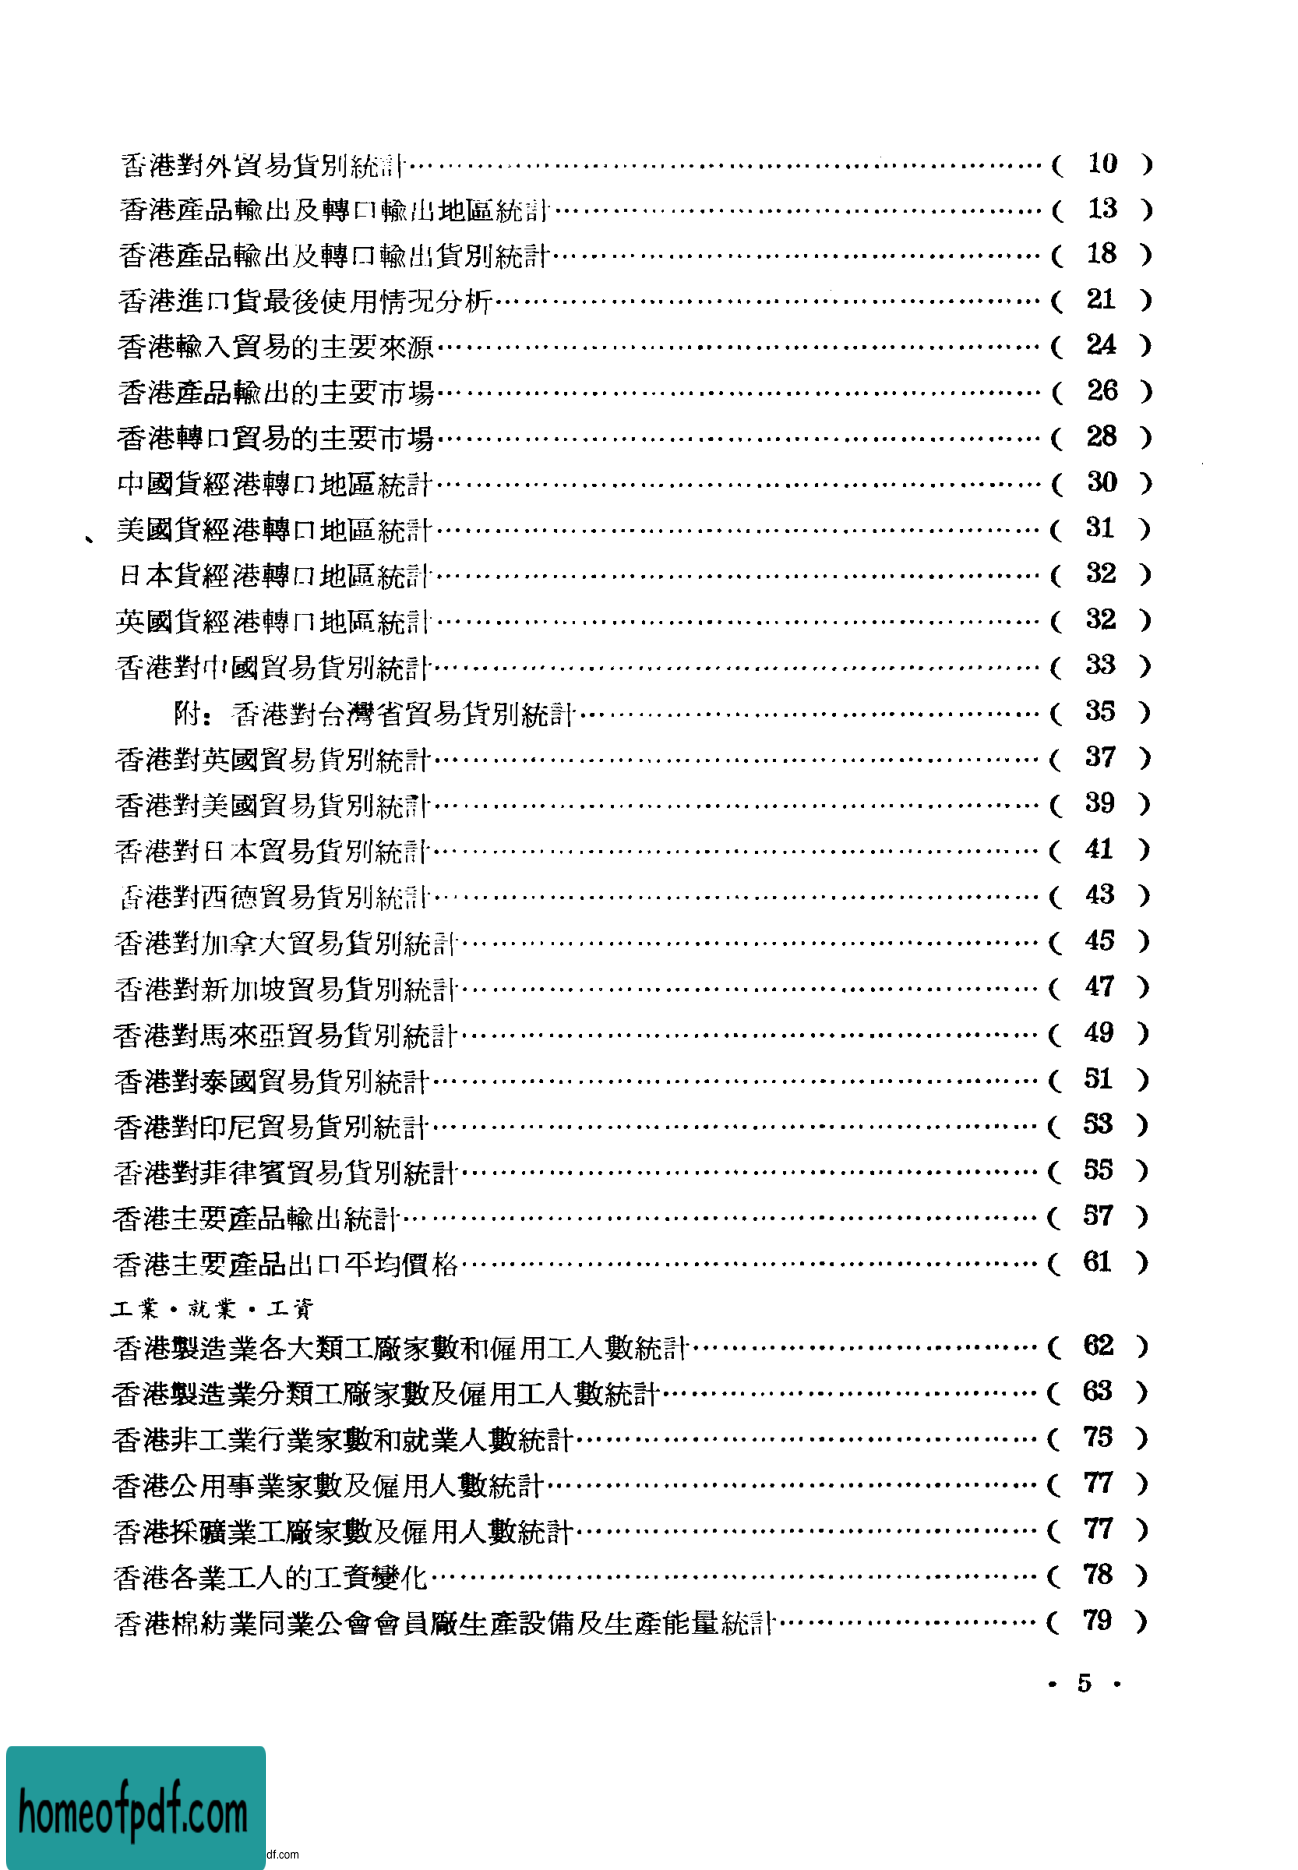 香港對外貿易貨別統計……………………………………( 10 )
香港產品輸出及轉口輸出地區統計……………………………………( 13 )
香港產品輸出及轉口輸出貨別統計……………………………………( 18 )
香港進口貨最後使用情況分析……………………………………( 21 )
香港輸入貿易的主要來源……………………………………( 24 )
香港產品輸出的主要市場……………………………………( 26 )
香港轉口貿易的主要市場……………………………………( 28 )
中國貨經港轉口地區統計……………………………………( 30 )
美國貨經港轉口地區統計……………………………………( 31 )
日本貨經港轉口地區統計……………………………………( 32 )
英國貨經港轉口地區統計……………………………………( 32 )
香港對中國貿易貨別統計……………………………………( 33 )
附：香港對台灣省貿易貨別統計……………………………………( 35 )
香港對英國貿易貨別統計……………………………………( 37 )
香港對美國貿易貨別統計……………………………………( 39 )
香港對日本貿易貨別統計……………………………………( 41 )
香港對西德貿易貨別統計……………………………………( 43 )
香港對加拿大貿易貨別統計……………………………………( 45 )
香港對新加坡貿易貨別統計……………………………………( 47 )
香港對馬來亞貿易貨別統計……………………………………( 49 )
香港對泰國貿易貨別統計……………………………………( 51 )
香港對印尼貿易貨別統計……………………………………( 53 )
香港對菲律賓貿易貨別統計……………………………………( 55 )
香港主要產品輸出統計……………………………………( 57 )
香港主要產品出口平均價格……………………………………( 61 )
工業・就業・工資
香港製造業各大類工廠家數和僱用工人數統計……………………………( 62 )
香港製造業分類工廠家數及僱用工人數統計……………………………( 63 )
香港非工業行業家數和就業人數統計……………………………………( 75 )
香港公用事業家數及僱用人數統計……………………………………( 77 )
香港採礦業工廠家數及僱用人數統計……………………………………( 77 )
香港各業工人的工資變化……………………………………( 78 )
香港棉紡業同業公會會員廠生產設備及生產能量統計……………………( 79 )
・ 5 ・
homeofpdf.com
df.com